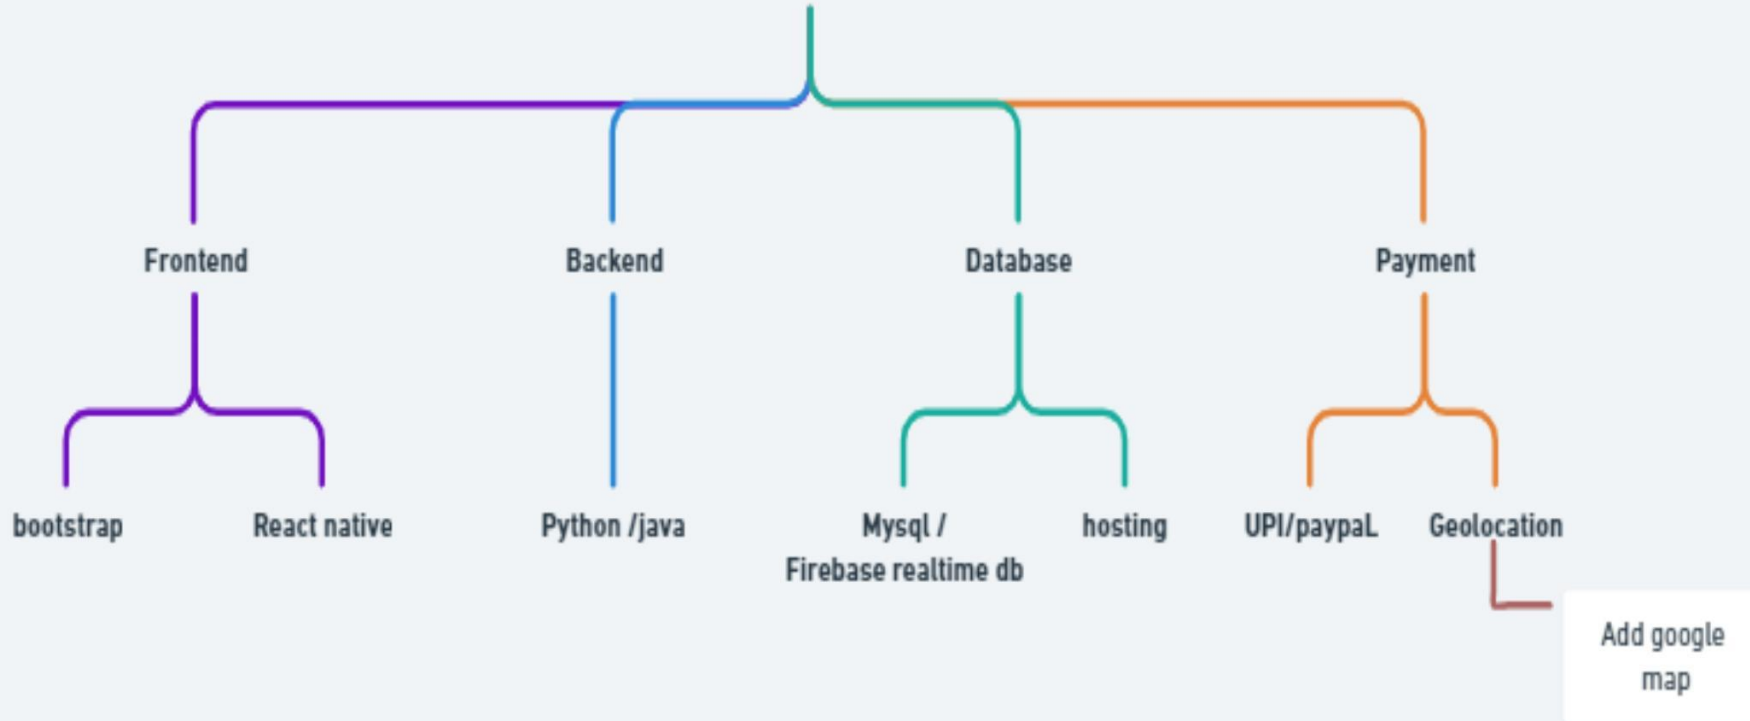 Frontend
Backend
Database
Payment
bootstrap
React native
Python /java
Mysql /
Firebase realtime db
hosting
UPI/paypaL
Geolocation
Add google
map